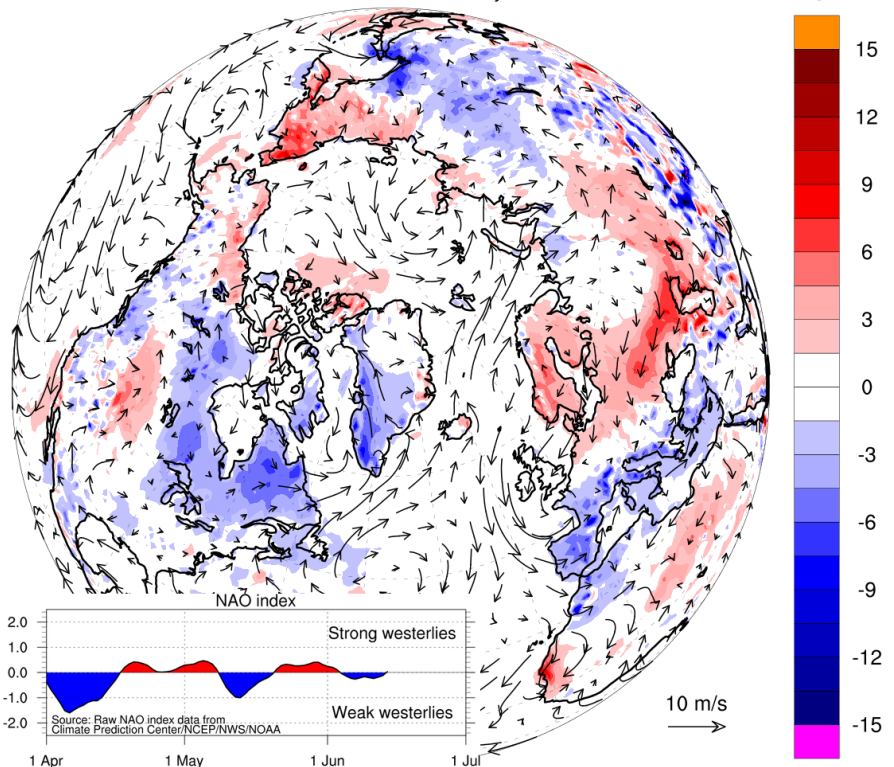 15
12
9
6
3
0
-3
-6
-9
-12
-15
NAO index
2.0
1.0
0.0
-1.0
-2.0
Strong westerlies
Weak westerlies
Source: Raw NAO index data from
Climate Prediction Center/NCEP/NWS/NOAA
1 Apr
1 May
1 Jun
1 Jul
10 m/s